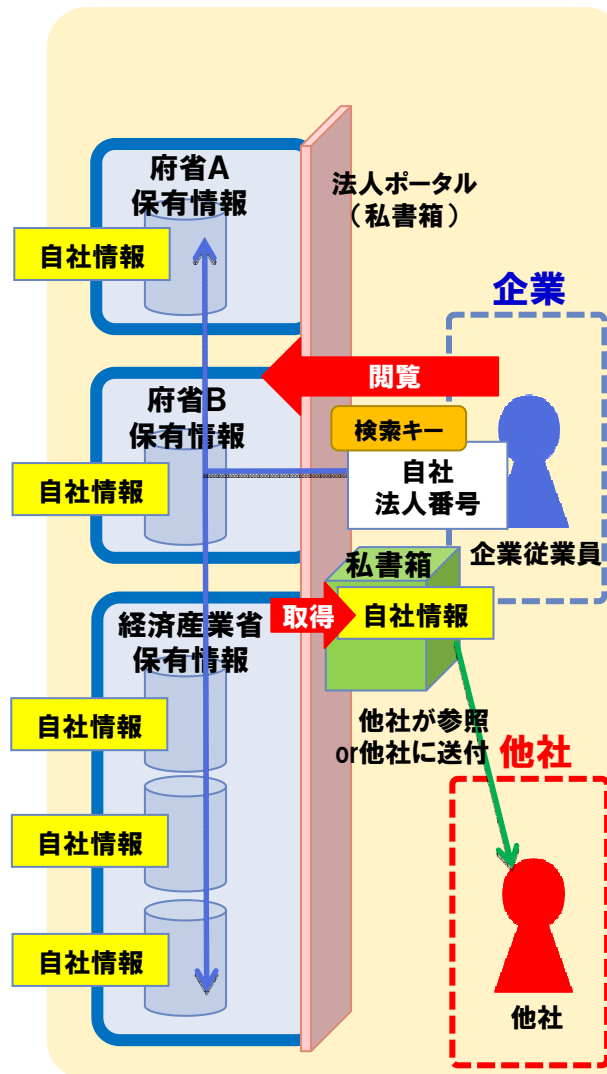 府省A
保有情報
自社情報
法人ポータル
（私書箱）
企業
閲覧
府省B
保有情報
検索キー
自社
法人番号
自社情報
企業従業員
私書箱
取得
自社情報
経済産業省
保有情報
自社情報
他社が参照
or他社に送付
他社
自社情報
自社情報
他社